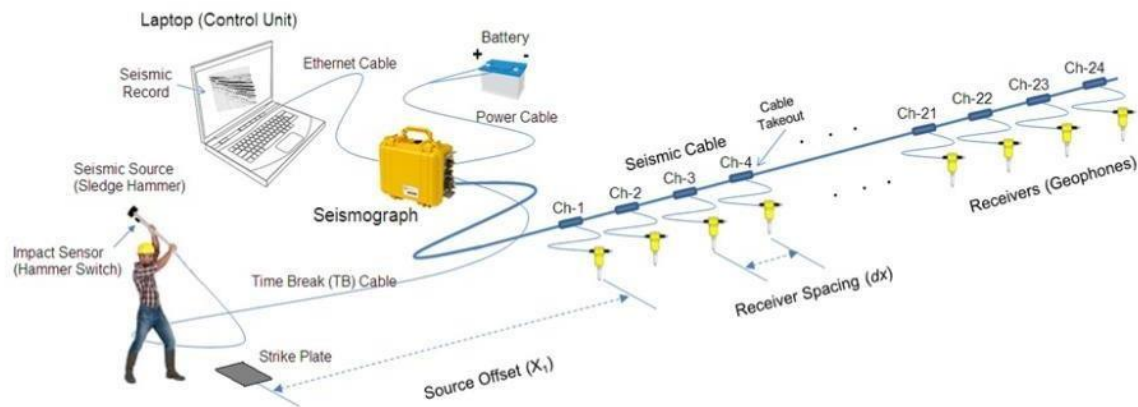 Laptop (Control Unit)
Battery
+ -
Ethernet Cable
Seismic
Record
Power Cable
Ch-24
Ch-23
Ch-22
Ch-21
Cable
Takeout
Seismic Cable
Ch-4
Ch-3
Ch-2
Ch-1
Seismic Source
(Sledge Hammer)
Seismograph
Receivers (Geophones)
Impact Sensor
(Hammer Switch)
Time Break (TB) Cable
Receiver Spacing (dx)
Strike Plate
Source Offset (X₁)